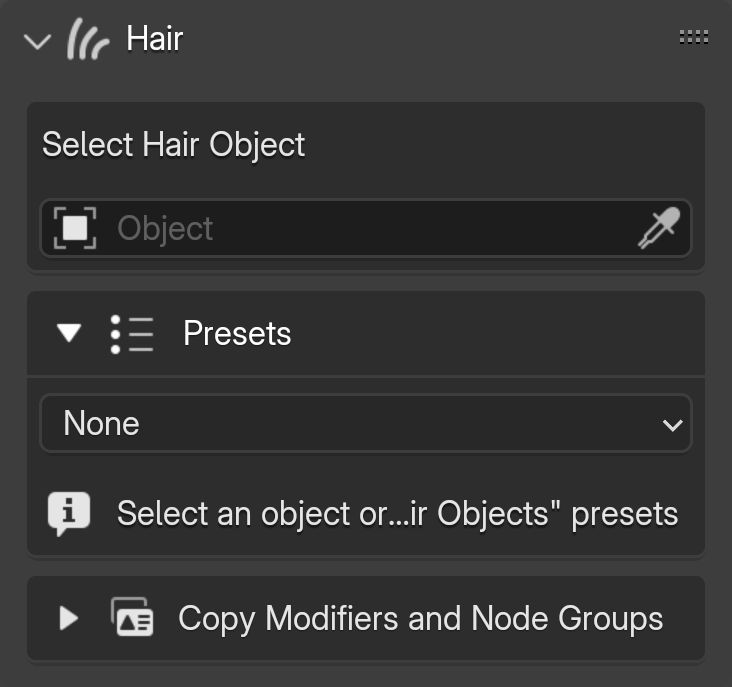 Hair
Select Hair Object
Object
Presets
None
Select an object or...ir Objects" presets
Copy Modifiers and Node Groups